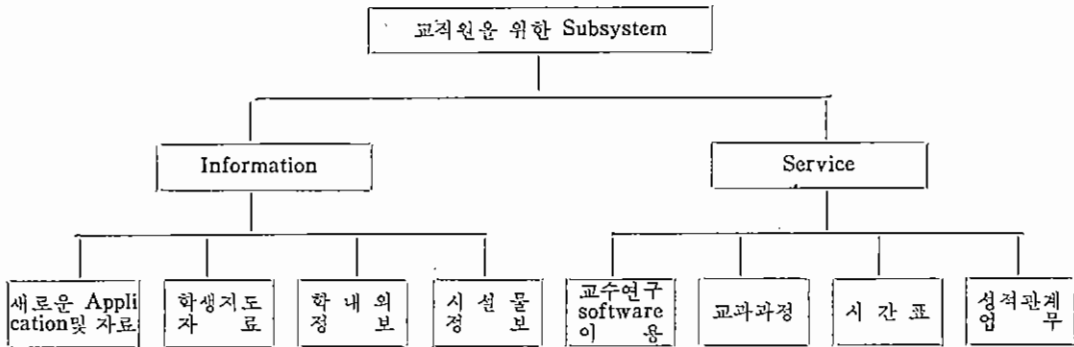 교직원을 위한 Subsystem
Information
Service
새로운 Appli
cation및 자료
학생지도
자 료
학 내 외
정 보
시 설 물
정 보
교수연구
software
이 용
교과과정
시 간 표
성적관계
업 무